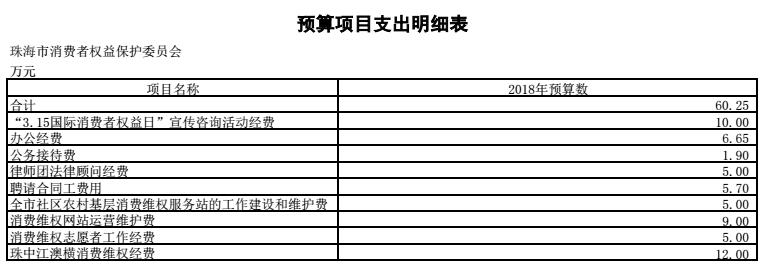 预算项目支出明细表
珠海市消费者权益保护委员会
万元
项目名称 2018年预算数
合计 60.25
“3.15国际消费者权益日”宣传咨询活动经费 10.00
办公经费 6.65
公务接待费 1.90
律师团法律顾问经费 5.00
聘请合同工费用 5.70
全市社区农村基层消费维权服务站的工作建设和维护费 5.00
消费维权网站运营维护费 9.00
消费维权志愿者工作经费 5.00
珠中江澳横消费维权经费 12.00